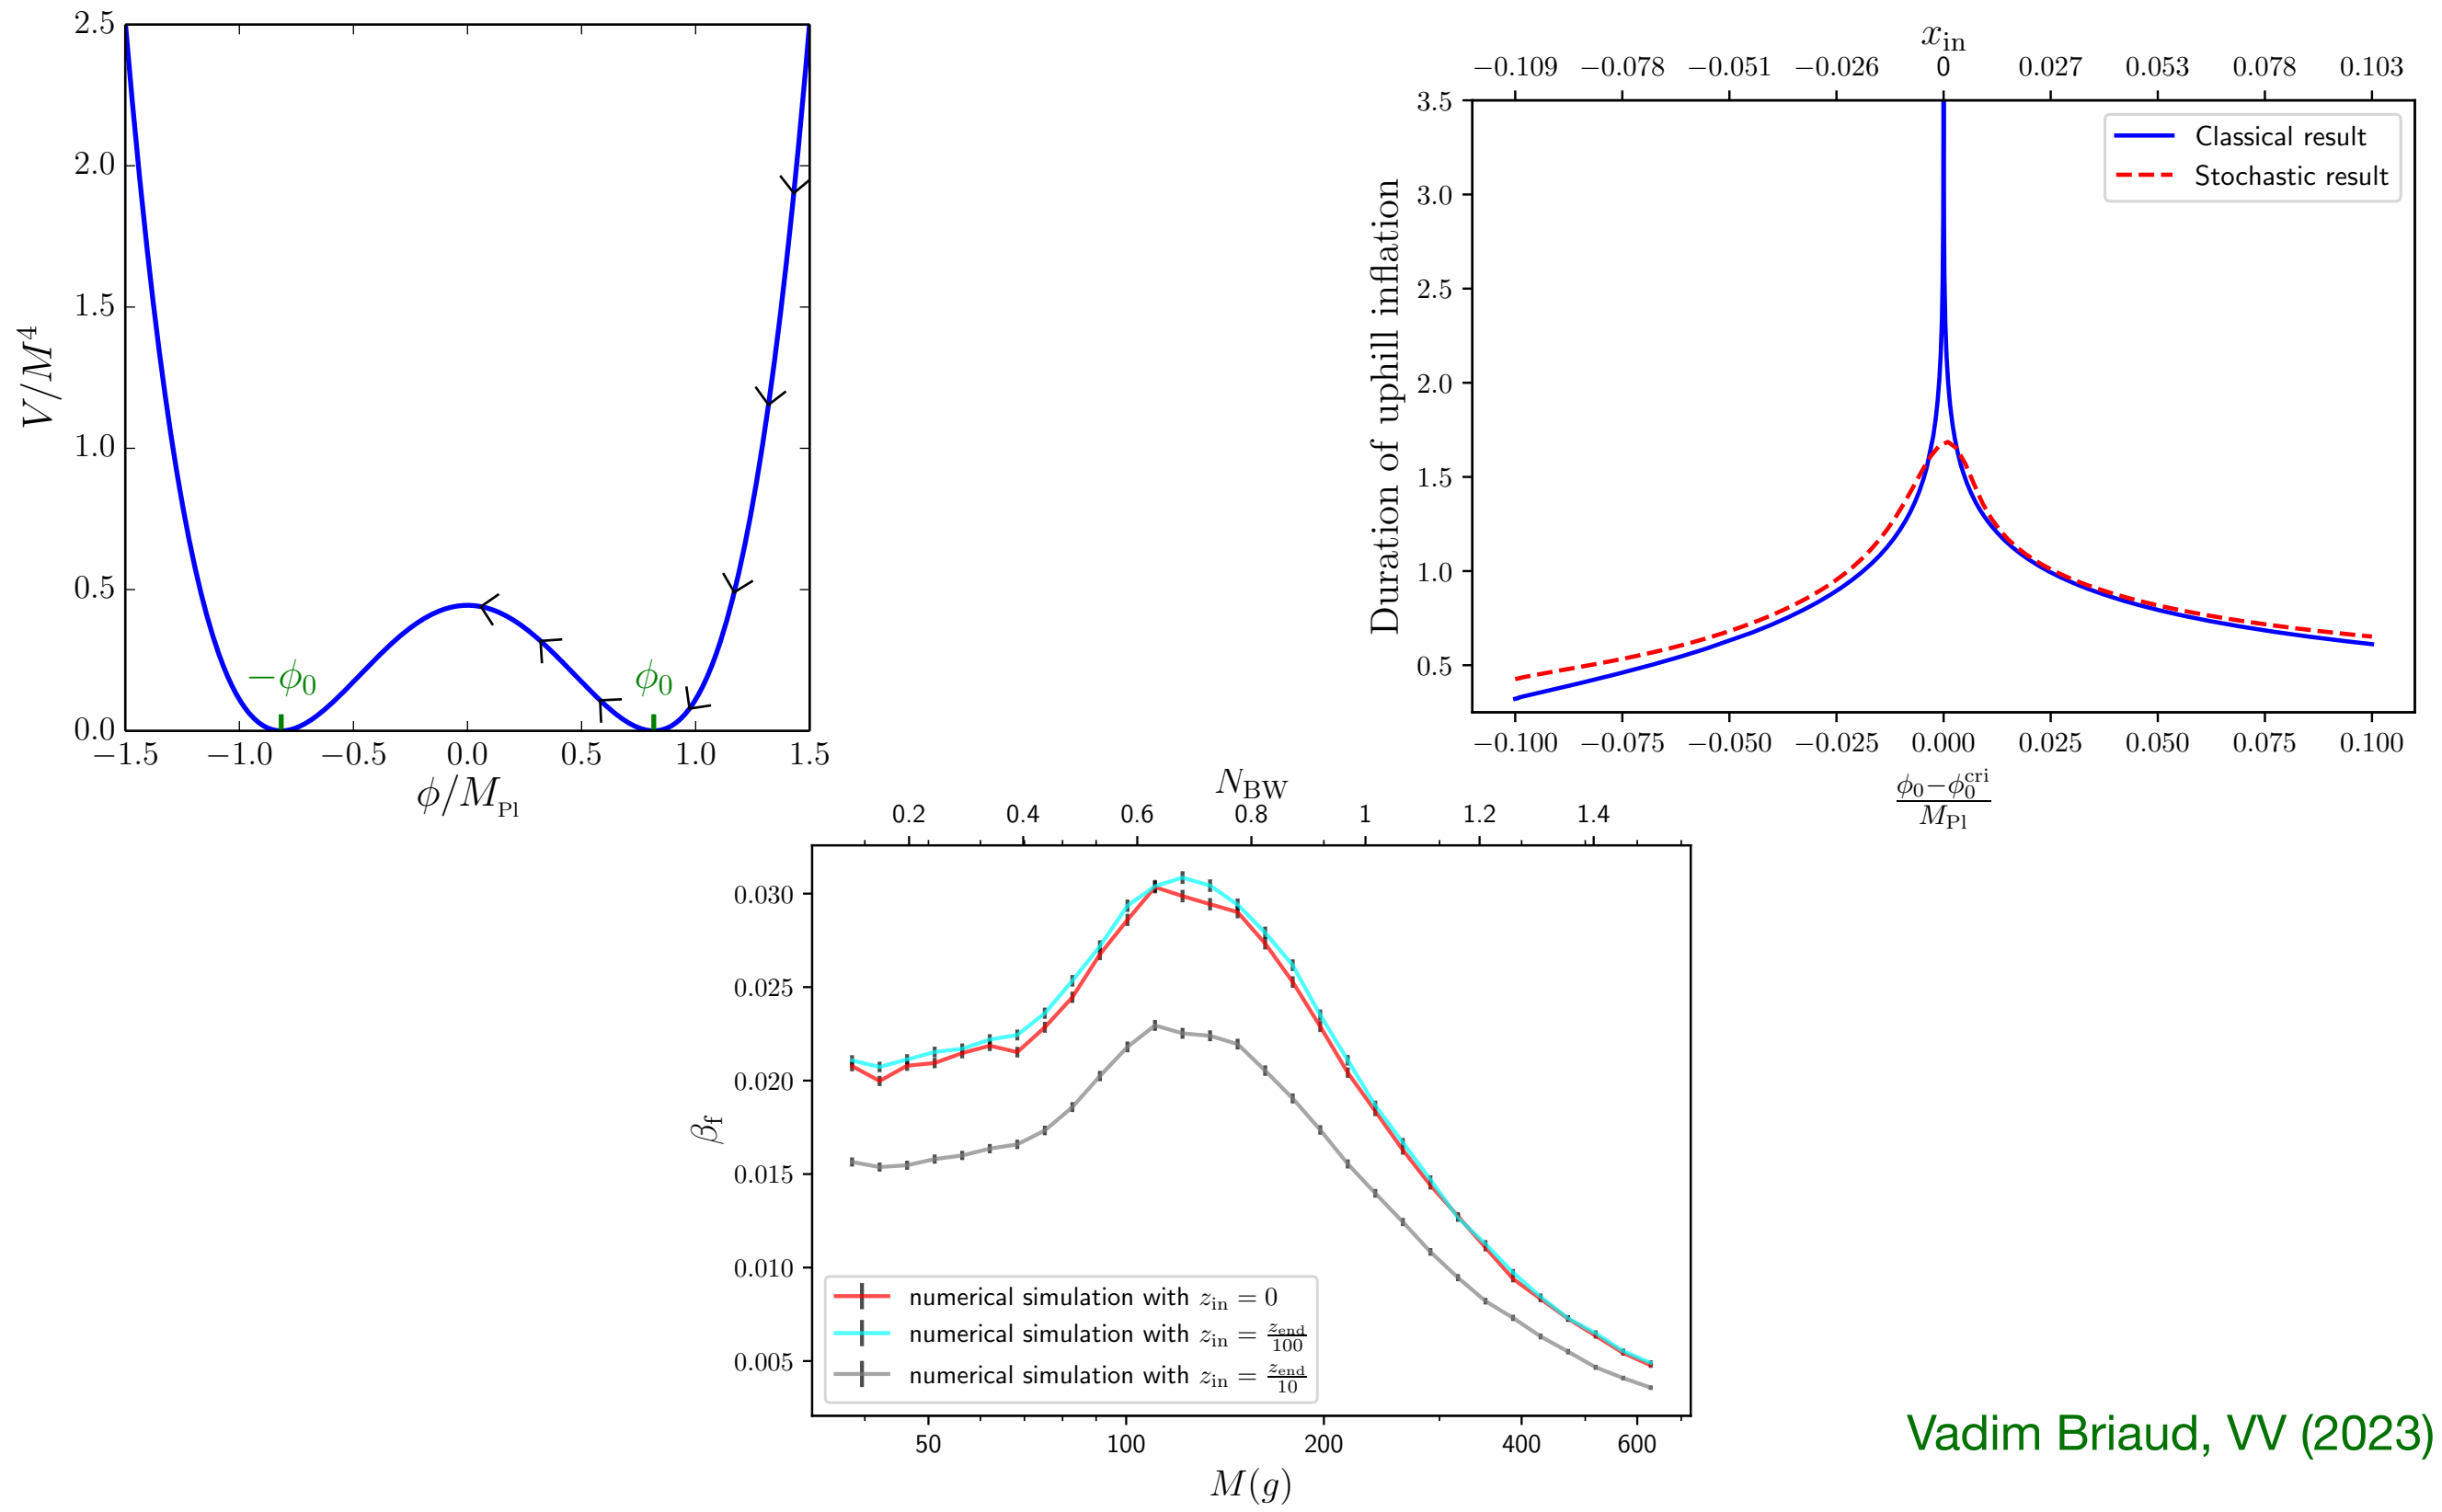 2.5
2.0
1.5
1.0
0.5
0.0
V/M⁴
−ϕ₀
ϕ₀
−1.5 −1.0 −0.5 0.0 0.5 1.0 1.5
ϕ/M_Pl
x_in
−0.109 −0.078 −0.051 −0.026 0 0.027 0.053 0.078 0.103
3.5
3.0
2.5
2.0
1.5
1.0
0.5
Duration of uphill inflation
Classical result
Stochastic result
−0.100 −0.075 −0.050 −0.025 0.000 0.025 0.050 0.075 0.100
ϕ₀−ϕ₀^cri
M_Pl
N_BW
0.2 0.4 0.6 0.8 1 1.2 1.4
0.030
0.025
0.020
0.015
0.010
0.005
β_f
numerical simulation with z_in = 0
numerical simulation with z_in = z_end/100
numerical simulation with z_in = z_end/10
50 100 200 400 600
M(g)
Vadim Briaud, VV (2023)